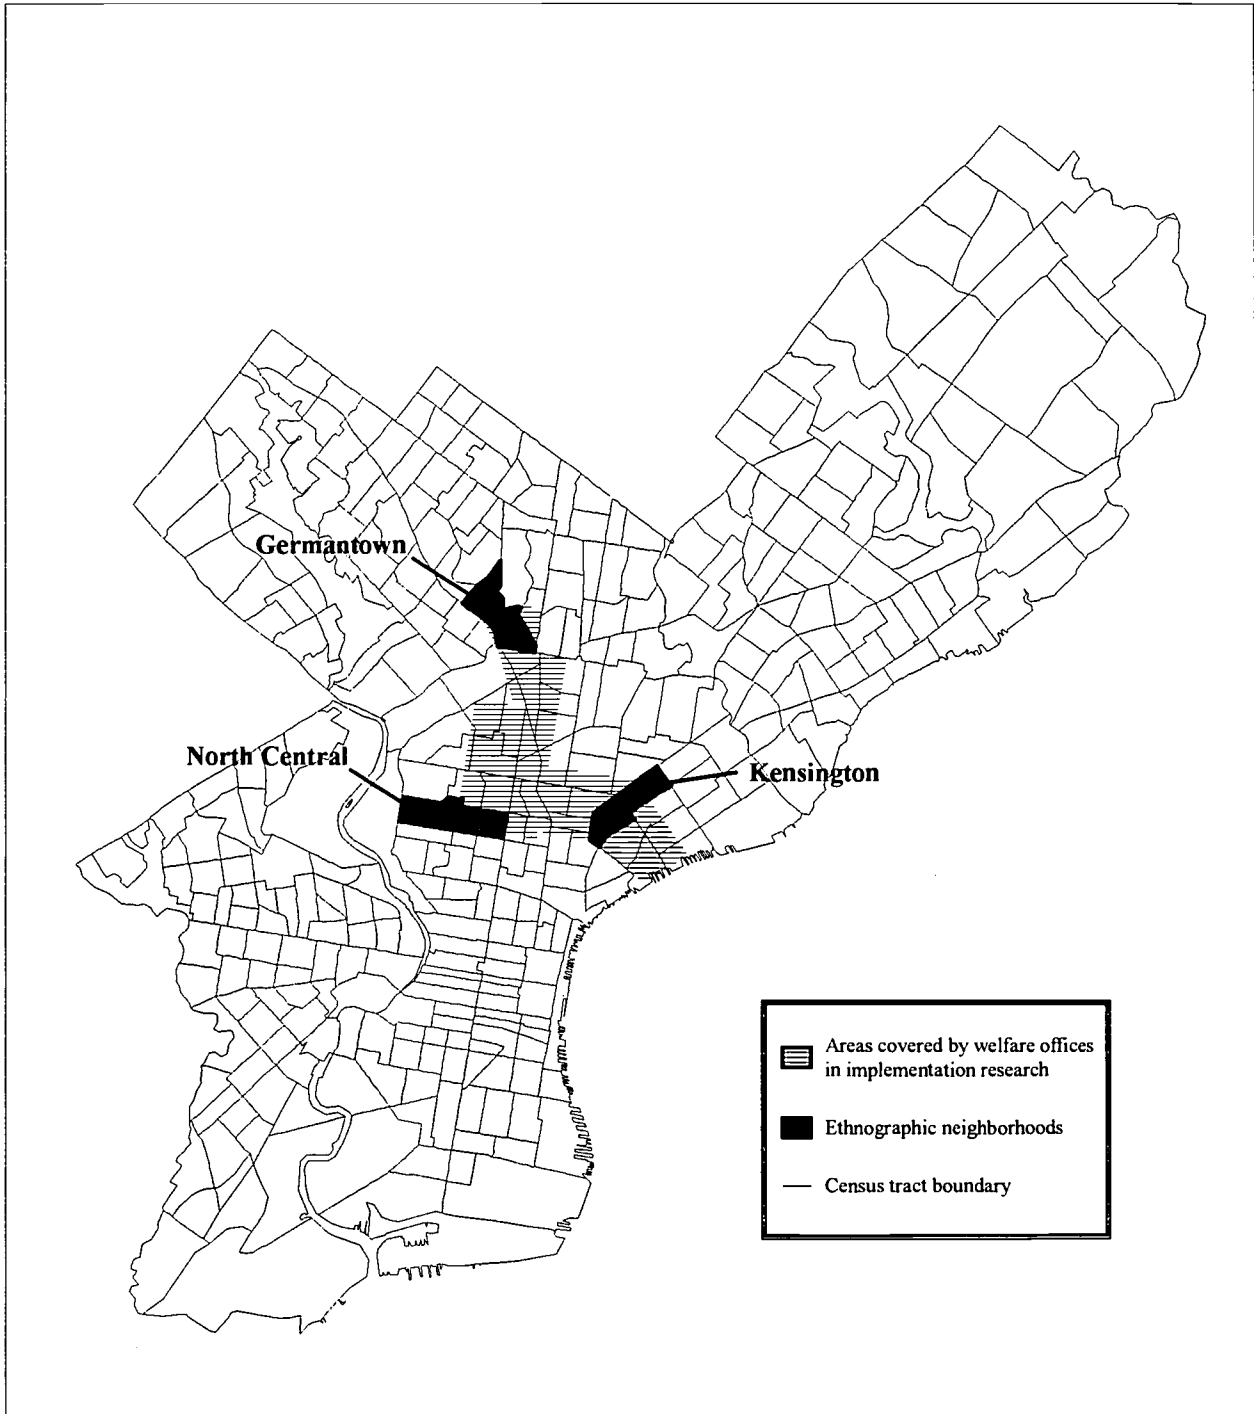 Germantown
North Central
Kensington
Areas covered by welfare offices
in implementation research
Ethnographic neighborhoods
Census tract boundary